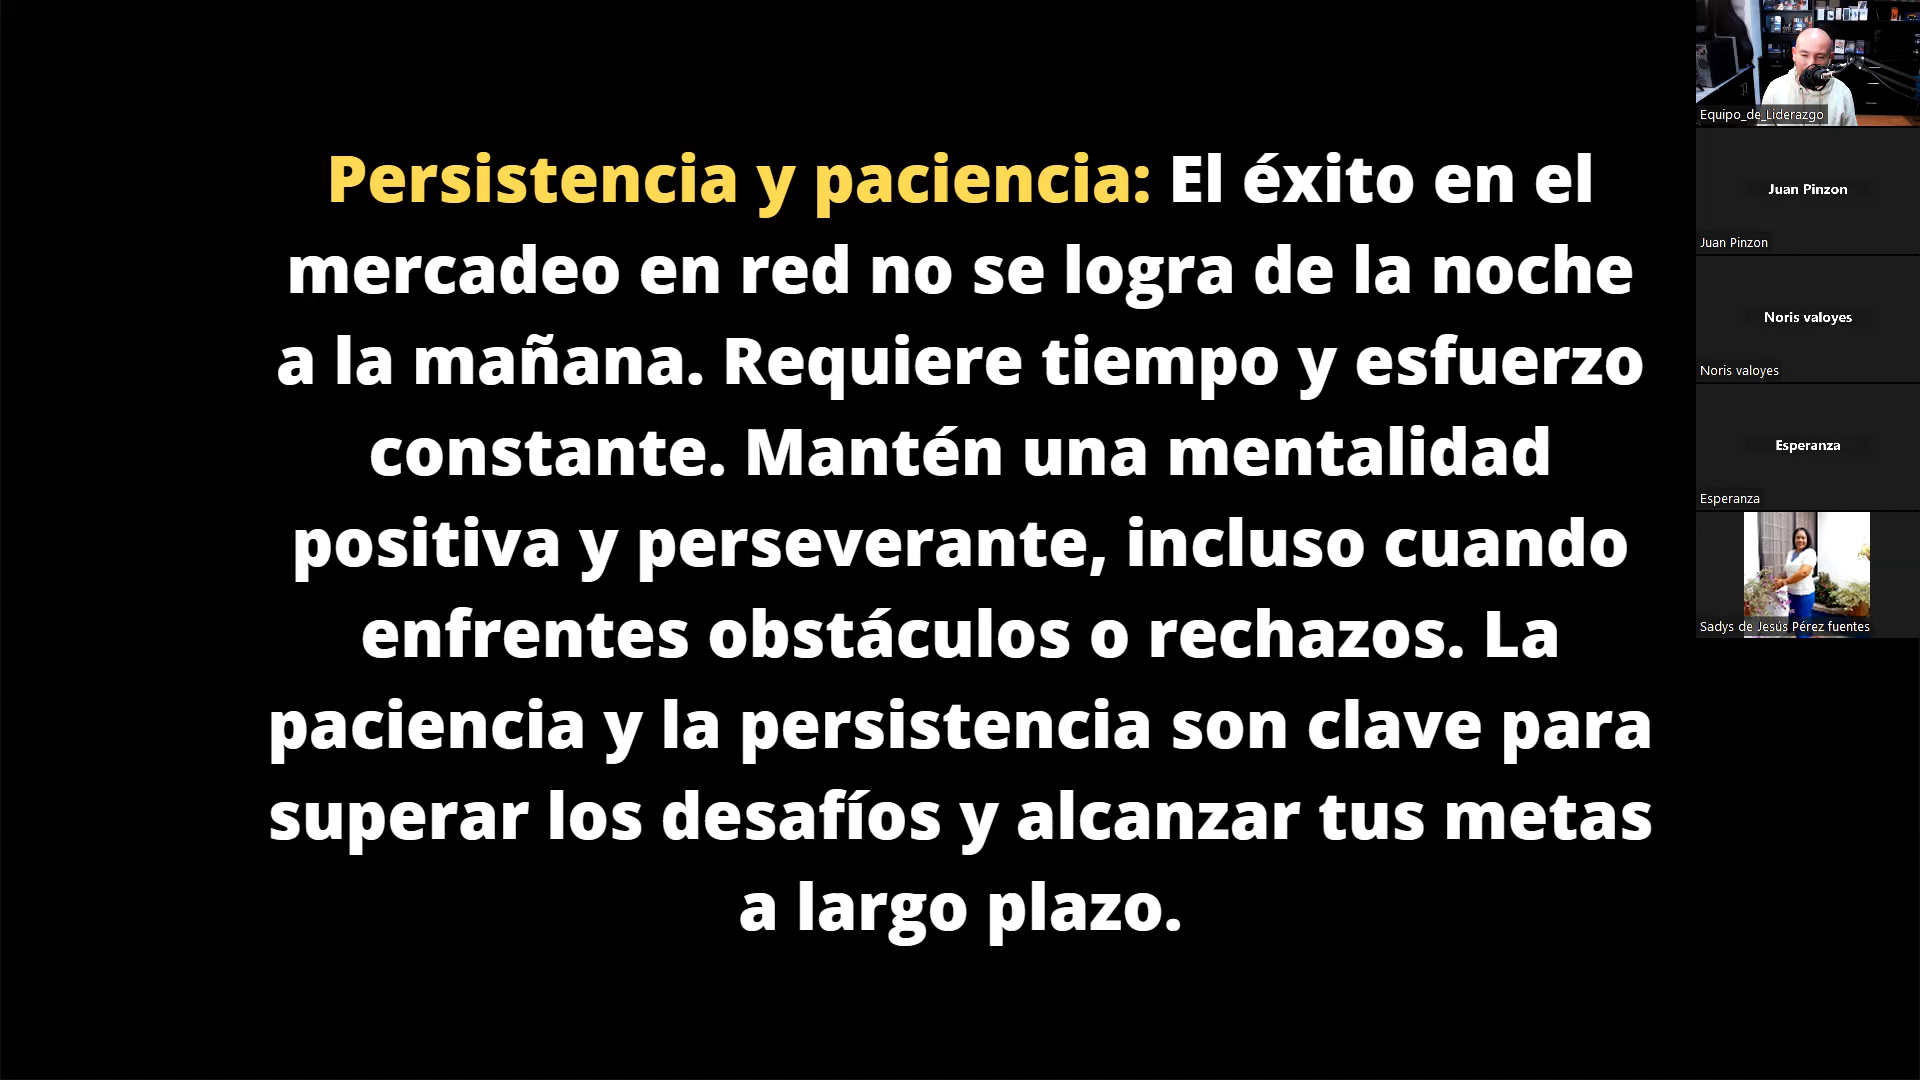 Persistencia y paciencia: El éxito en el
mercadeo en red no se logra de la noche
a la mañana. Requiere tiempo y esfuerzo
constante. Mantén una mentalidad
positiva y perseverante, incluso cuando
enfrentes obstáculos o rechazos. La
paciencia y la persistencia son clave para
superar los desafíos y alcanzar tus metas
a largo plazo.
Equipo_de_Liderazgo
Juan Pinzon
Juan Pinzon
Noris valoyes
Noris valoyes
Esperanza
Esperanza
Sadys de Jesús Pérez fuentes